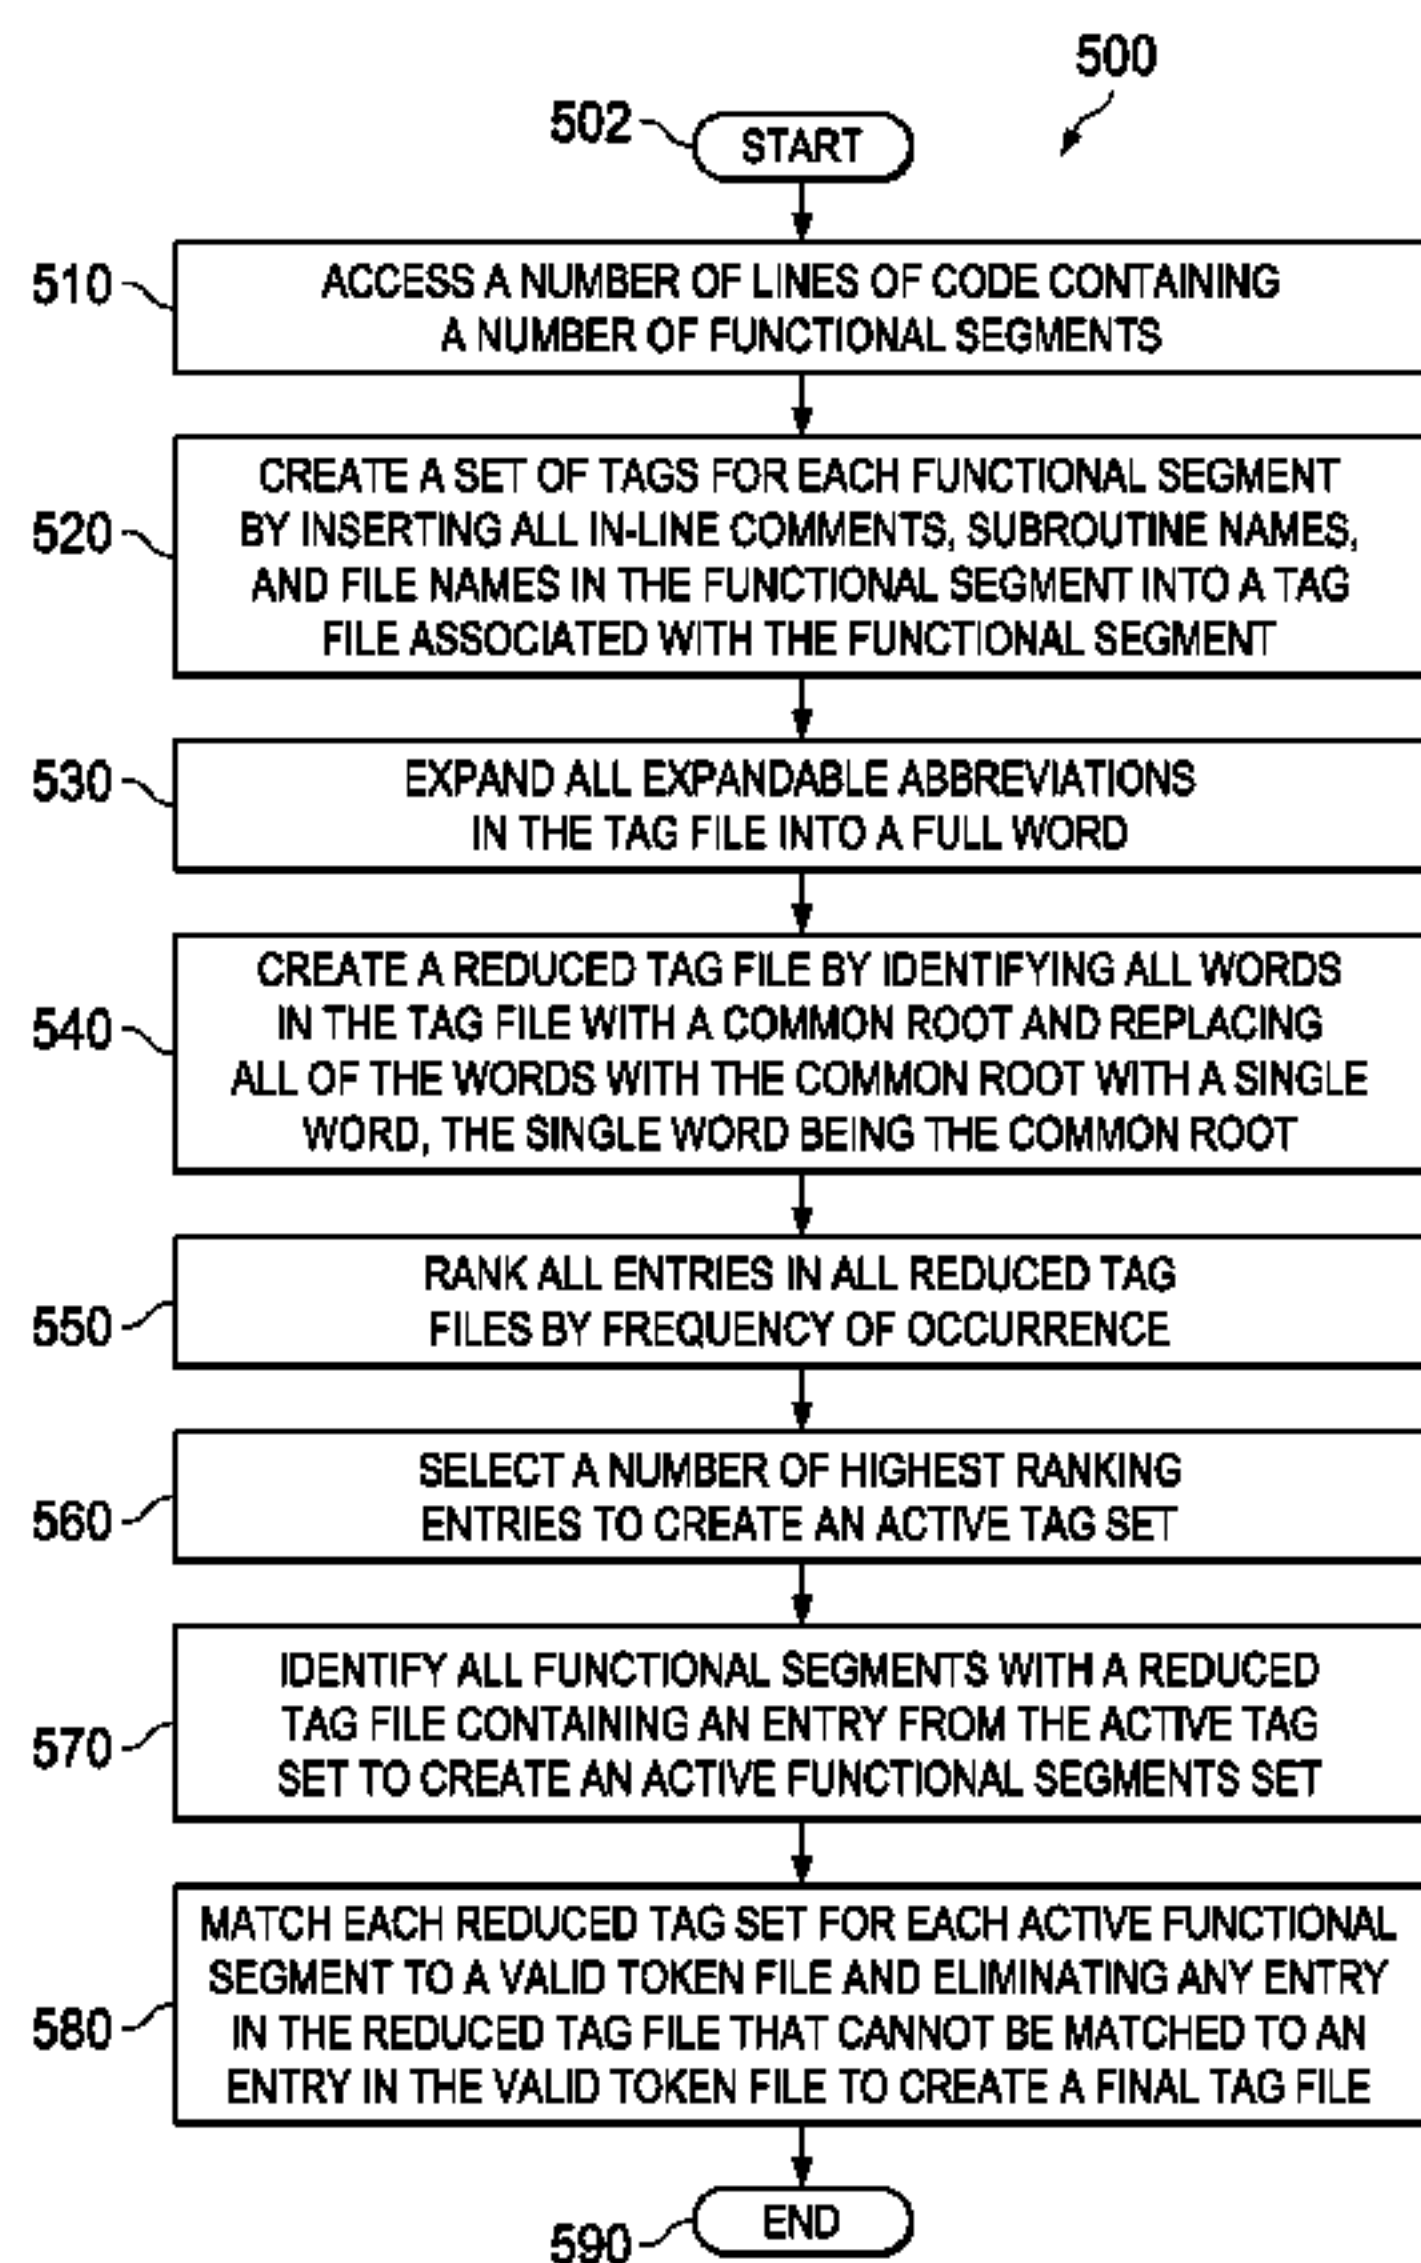 500
502
START
510
ACCESS A NUMBER OF LINES OF CODE CONTAINING
A NUMBER OF FUNCTIONAL SEGMENTS
520
CREATE A SET OF TAGS FOR EACH FUNCTIONAL SEGMENT
BY INSERTING ALL IN-LINE COMMENTS, SUBROUTINE NAMES,
AND FILE NAMES IN THE FUNCTIONAL SEGMENT INTO A TAG
FILE ASSOCIATED WITH THE FUNCTIONAL SEGMENT
530
EXPAND ALL EXPANDABLE ABBREVIATIONS
IN THE TAG FILE INTO A FULL WORD
540
CREATE A REDUCED TAG FILE BY IDENTIFYING ALL WORDS
IN THE TAG FILE WITH A COMMON ROOT AND REPLACING
ALL OF THE WORDS WITH THE COMMON ROOT WITH A SINGLE
WORD, THE SINGLE WORD BEING THE COMMON ROOT
550
RANK ALL ENTRIES IN ALL REDUCED TAG
FILES BY FREQUENCY OF OCCURRENCE
560
SELECT A NUMBER OF HIGHEST RANKING
ENTRIES TO CREATE AN ACTIVE TAG SET
570
IDENTIFY ALL FUNCTIONAL SEGMENTS WITH A REDUCED
TAG FILE CONTAINING AN ENTRY FROM THE ACTIVE TAG
SET TO CREATE AN ACTIVE FUNCTIONAL SEGMENTS SET
580
MATCH EACH REDUCED TAG SET FOR EACH ACTIVE FUNCTIONAL
SEGMENT TO A VALID TOKEN FILE AND ELIMINATING ANY ENTRY
IN THE REDUCED TAG FILE THAT CANNOT BE MATCHED TO AN
ENTRY IN THE VALID TOKEN FILE TO CREATE A FINAL TAG FILE
590
END